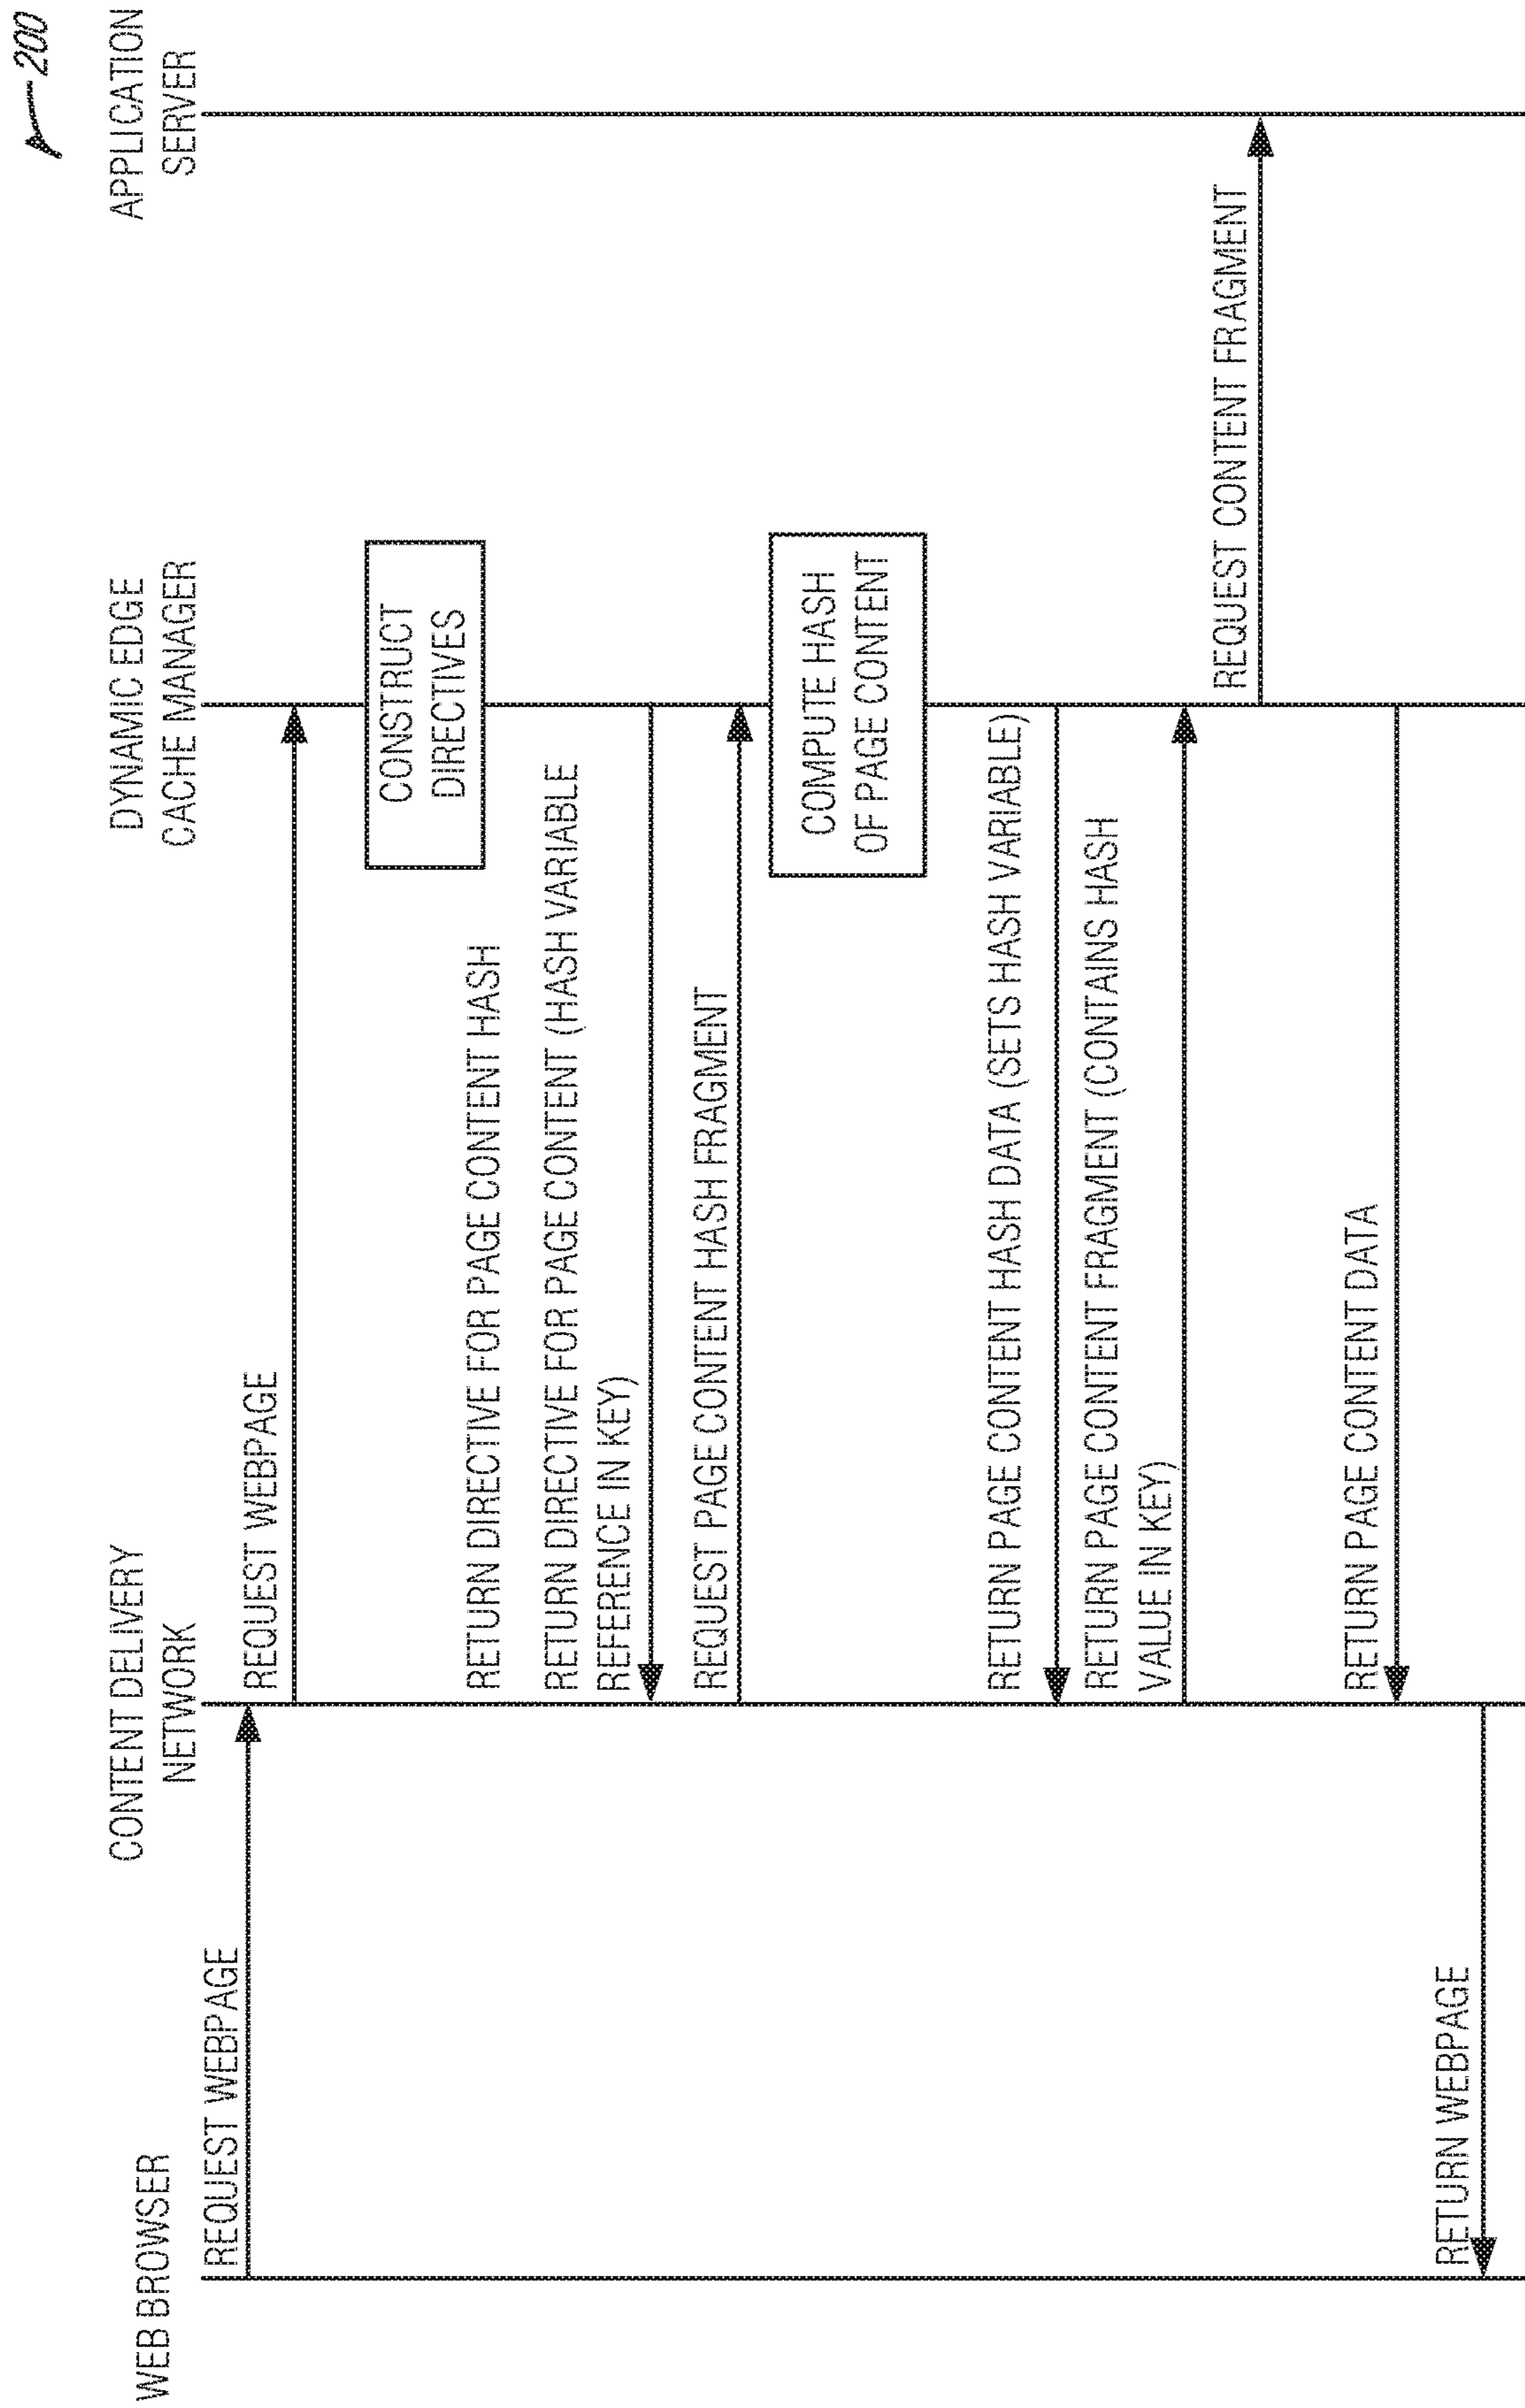 200
WEB BROWSER
CONTENT DELIVERY
NETWORK
DYNAMIC EDGE
CACHE MANAGER
APPLICATION
SERVER
REQUEST WEBPAGE
REQUEST WEBPAGE
CONSTRUCT
DIRECTIVES
RETURN DIRECTIVE FOR PAGE CONTENT HASH
RETURN DIRECTIVE FOR PAGE CONTENT (HASH VARIABLE
REFERENCE IN KEY)
REQUEST PAGE CONTENT HASH FRAGMENT
COMPUTE HASH
OF PAGE CONTENT
RETURN PAGE CONTENT HASH DATA (SETS HASH VARIABLE)
RETURN PAGE CONTENT FRAGMENT (CONTAINS HASH
VALUE IN KEY)
REQUEST CONTENT FRAGMENT
RETURN PAGE CONTENT DATA
RETURN WEBPAGE